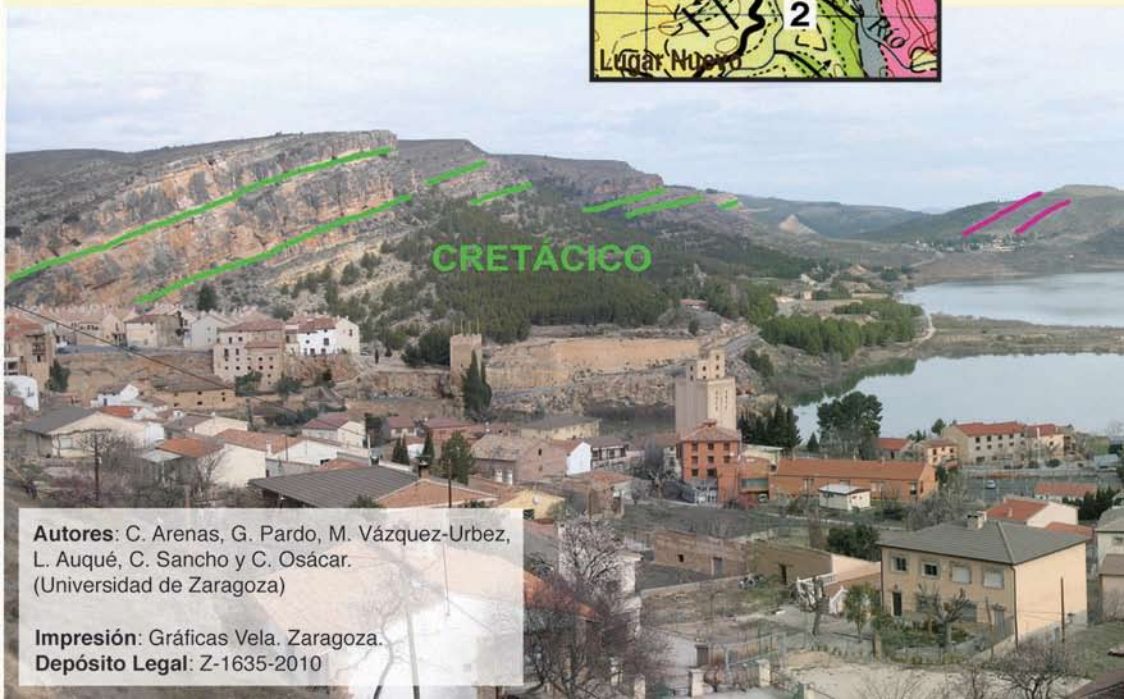 2
Río
Lugar Nuevo
CRETÁCICO
Autores: C. Arenas, G. Pardo, M. Vázquez-Urbez,
L. Auqué, C. Sancho y C. Osácar.
(Universidad de Zaragoza)
Impresión: Gráficas Vela. Zaragoza.
Depósito Legal: Z-1635-2010